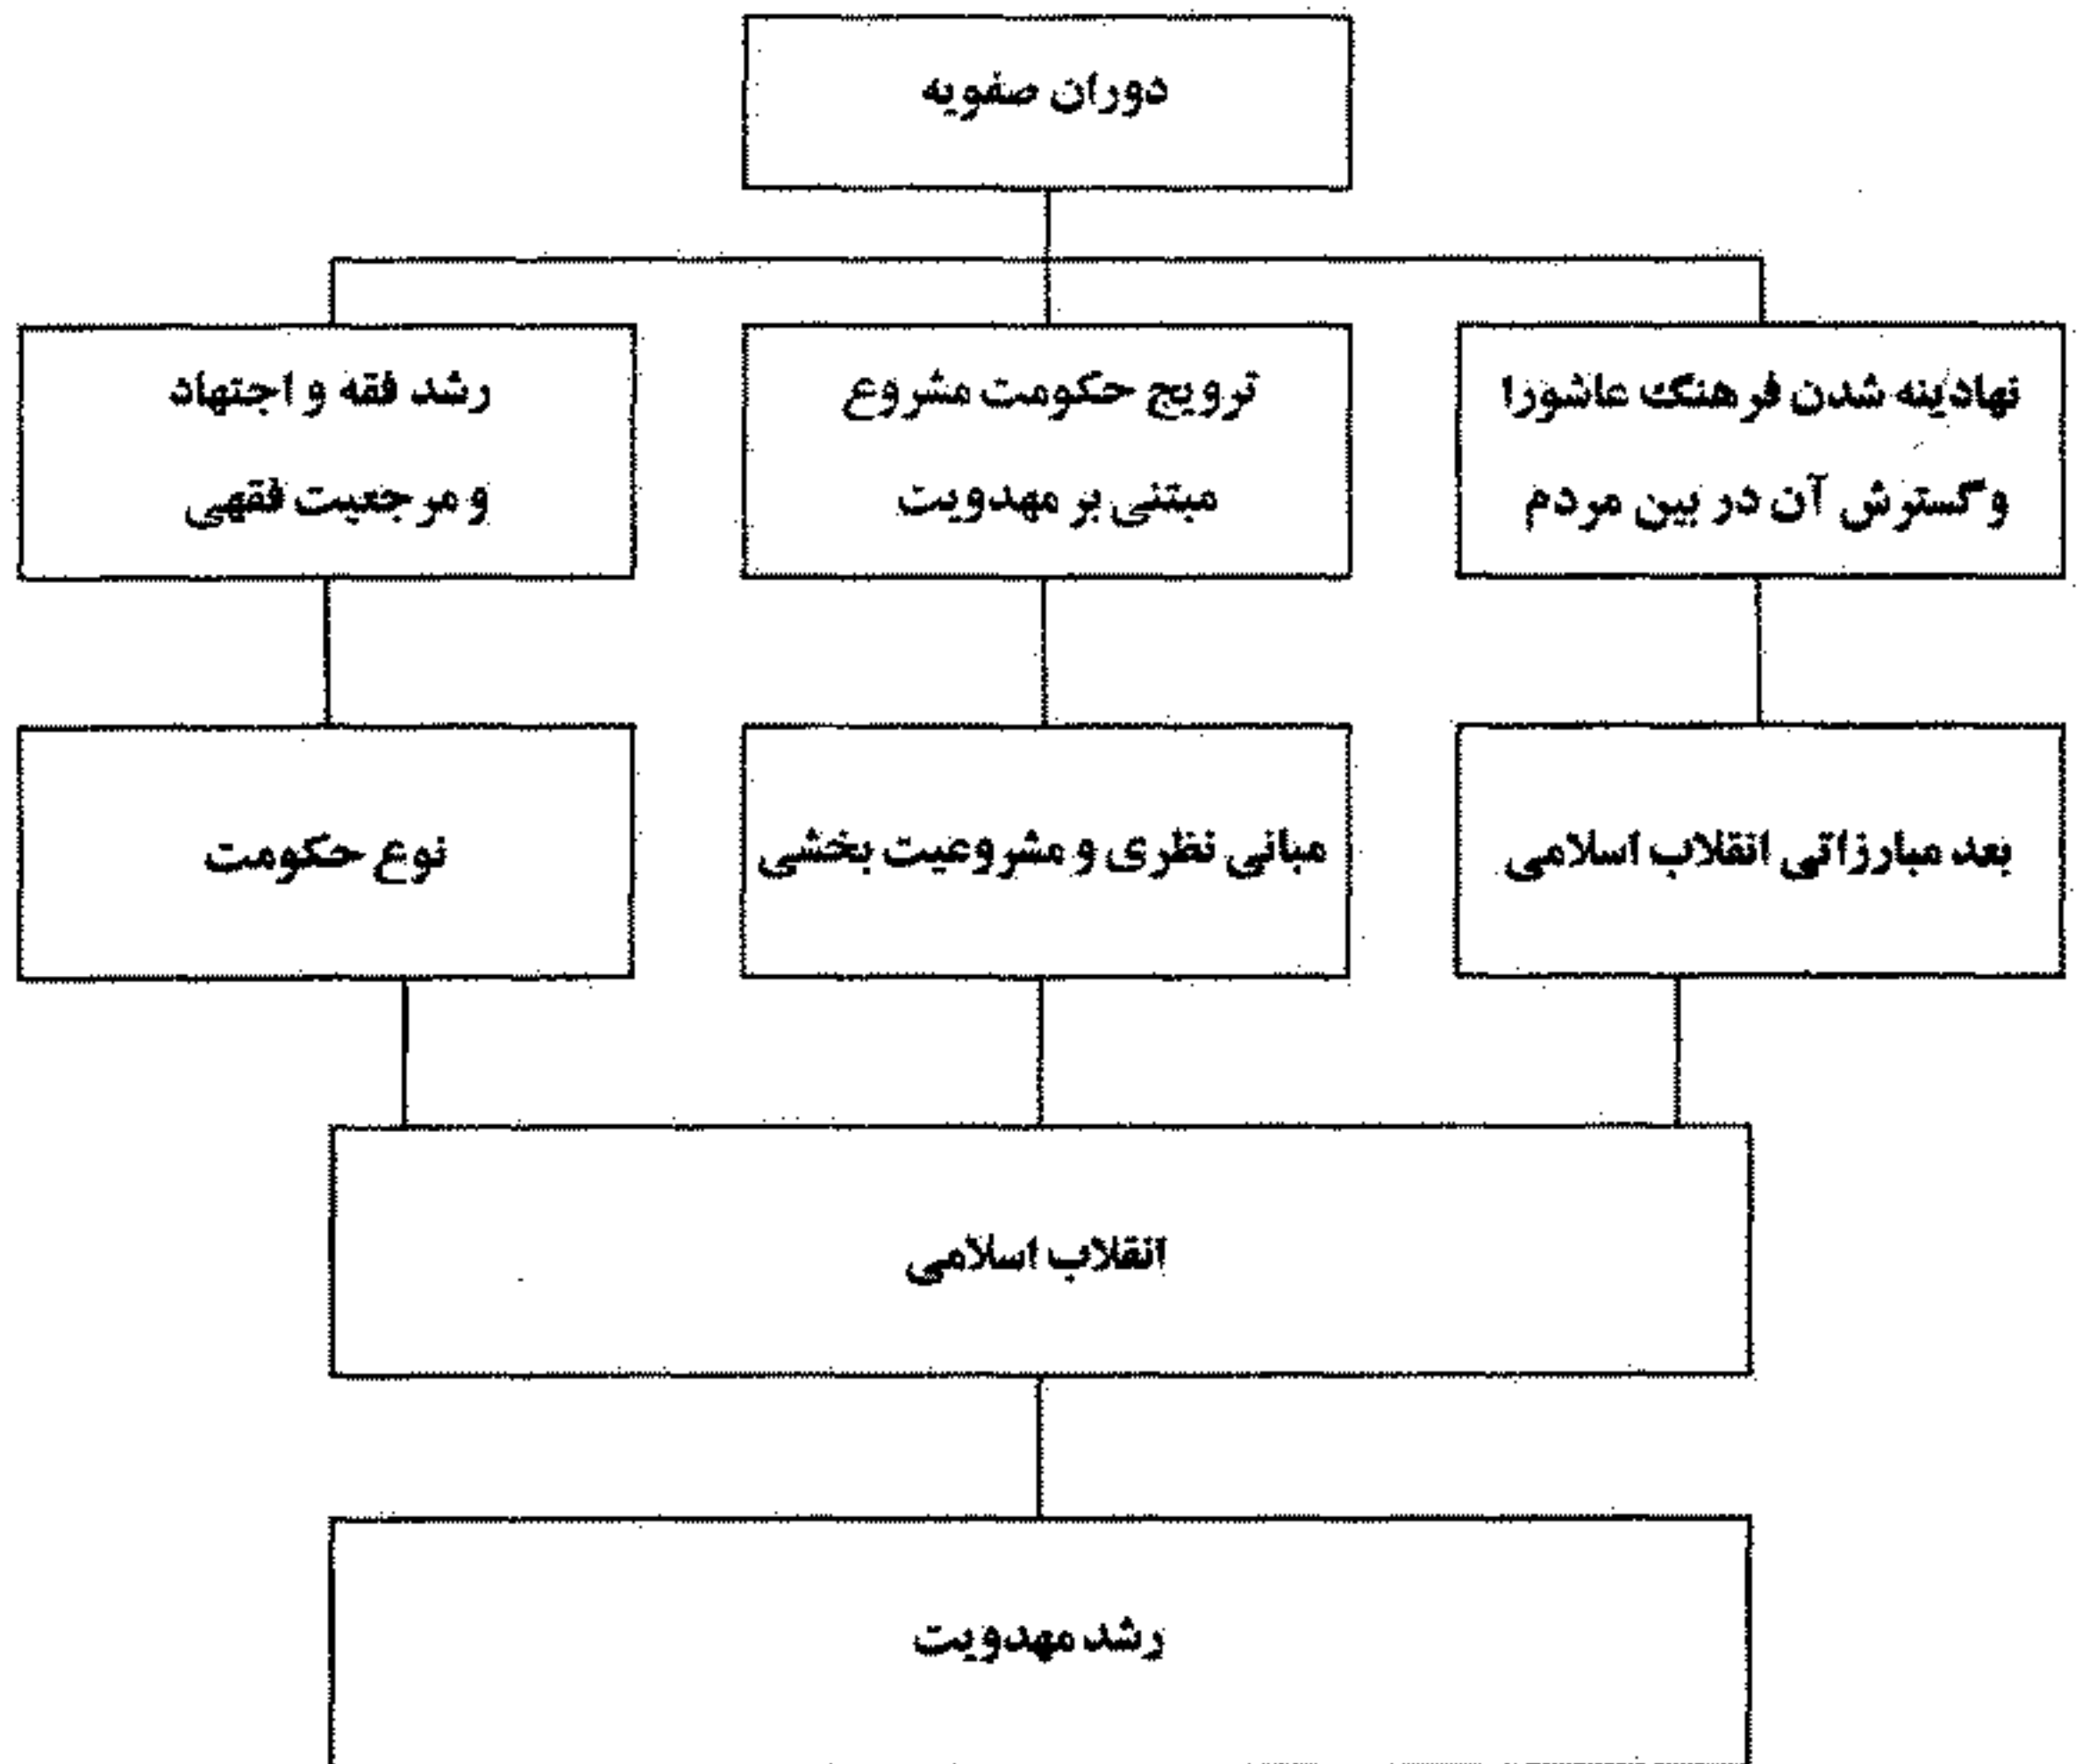 دوران صفویه
نهادینه شدن فرهنگ عاشورا
و گسترش آن در بین مردم
ترویج حکومت مشروع
مبتنی بر مهدویت
رشد فقه و اجتهاد
و مرجعیت فقهی
بعد مبارزاتی انقلاب اسلامی
مبانی نظری و مشروعیت بخشی
نوع حکومت
انقلاب اسلامی
رشد مهدویت